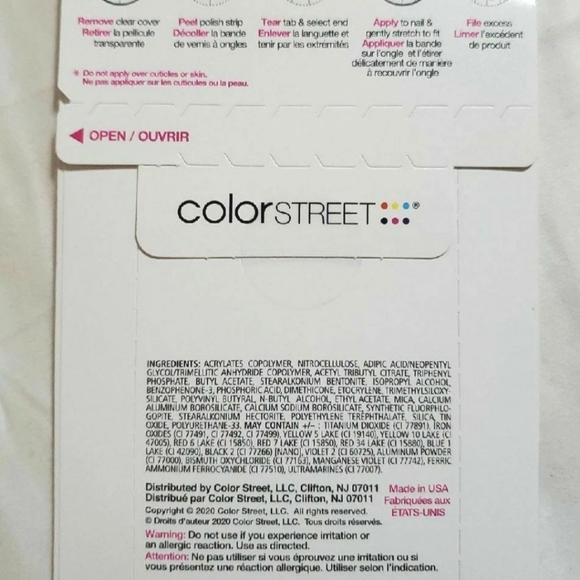 Remove clear cover
Retirer la pellicule
transparente
Peel polish strip
Décoller la bande
de vernis à ongles
Tear tab & select end
Enlever la languette et
tenir par les extrémités
Apply to nail &
gently stretch to fit
Appliquer la bande
sur l'ongle et l'étirer
délicatement de manière
à recouvrir l'ongle
File excess
Limer l'excédent
de produit
* Do not apply over cuticles or skin.
Ne pas appliquer sur les cuticules ou la peau.
OPEN / OUVRIR
colorSTREET®
INGREDIENTS: ACRYLATES COPOLYMER, NITROCELLULOSE, ADIPIC ACID/NEOPENTYL
GLYCOL/TRIMELLITIC ANHYDRIDE COPOLYMER, ACETYL TRIBUTYL CITRATE, TRIPHENYL
PHOSPHATE, BUTYL ACETATE, STEARALKONIUM BENTONITE, ISOPROPYL ALCOHOL,
BENZOPHENONE-3, PHOSPHORIC ACID, DIMETHICONE, ETOCRYLENE, TRIMETHYLSILOXY-
SILICATE, POLYVINYL BUTYRAL, N-BUTYL ALCOHOL, ETHYL ACETATE, MICA, CALCIUM
ALUMINUM BOROSILICATE, CALCIUM SODIUM BOROSILICATE, SYNTHETIC FLUORPHLO-
GOPITE, STEARALKONIUM HECTORITE, POLYETHYLENE TEREPHTHALATE, SILICA, TIN
OXIDE, POLYURETHANE-33. MAY CONTAIN +/- : TITANIUM DIOXIDE (CI 77891), IRON
OXIDES (CI 77491, CI 77492, CI 77499), YELLOW 5 LAKE (CI 19140), YELLOW 10 LAKE (CI
47005), RED 6 LAKE (CI 15850), RED 7 LAKE (CI 15850), RED 34 LAKE (CI 15880), BLUE 1
LAKE (CI 42090), BLACK 2 (CI 77266) [NANO], VIOLET 2 (CI 60725), ALUMINUM POWDER
(CI 77000), BISMUTH OXYCHLORIDE (CI 77163), MANGANESE VIOLET (CI 77742), FERRIC
AMMONIUM FERROCYANIDE (CI 77510), ULTRAMARINES (CI 77007).
Distributed by Color Street, LLC, Clifton, NJ 07011
Distribué par Color Street, LLC, Clifton, NJ 07011
Made in USA
Fabriquées aux
ÉTATS-UNIS
Copyright © 2020 Color Street, LLC. All rights reserved.
© Droits d'auteur 2020 Color Street, LLC. Tous droits réservés.
Warning: Do not use if you experience irritation or
an allergic reaction. Use as directed.
Attention: Ne pas utiliser si vous éprouvez une irritation ou si
vous présentez une réaction allergique. Utiliser selon l'indication.